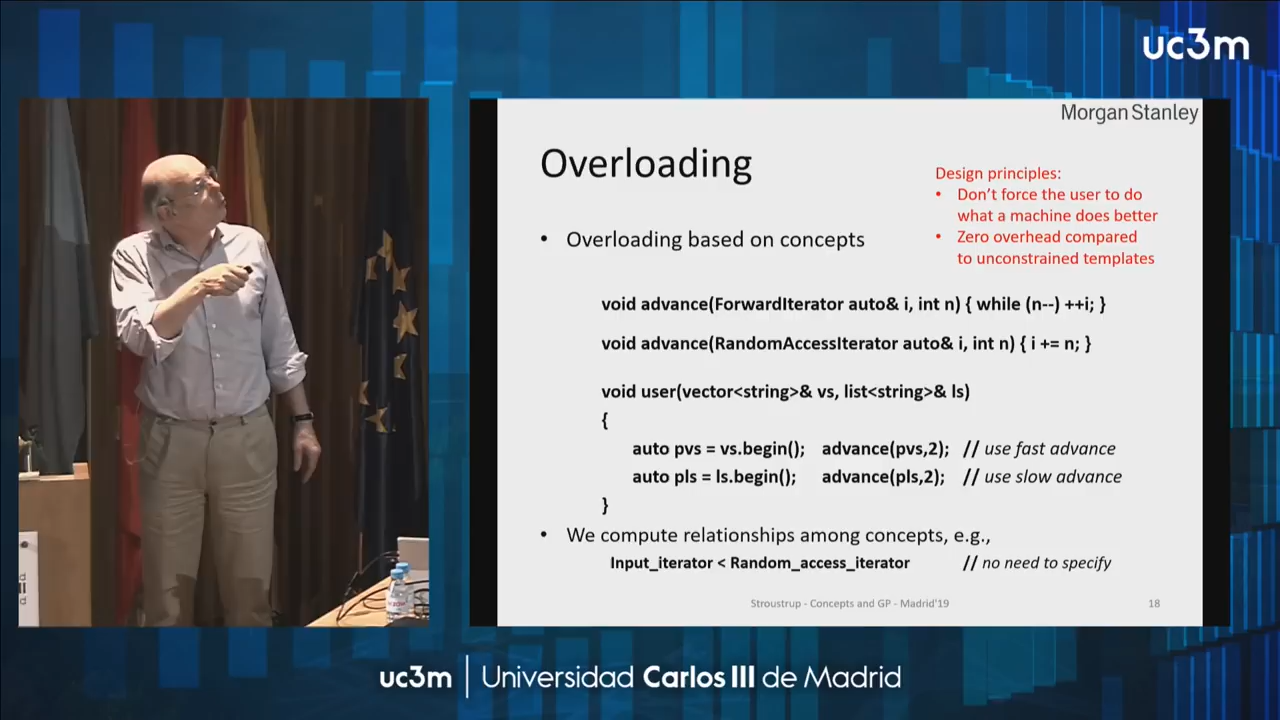 uc3m
Morgan Stanley
Overloading
Design principles:
• Don’t force the user to do
what a machine does better
• Zero overhead compared
to unconstrained templates
• Overloading based on concepts
void advance(ForwardIterator auto& i, int n) { while (n--) ++i; }
void advance(RandomAccessIterator auto& i, int n) { i += n; }
void user(vector<string>& vs, list<string>& ls)
{
auto pvs = vs.begin(); advance(pvs,2); // use fast advance
auto pls = ls.begin(); advance(pls,2); // use slow advance
}
• We compute relationships among concepts, e.g.,
Input_iterator < Random_access_iterator // no need to specify
Stroustrup - Concepts and GP - Madrid'19 18
uc3m | Universidad Carlos III de Madrid